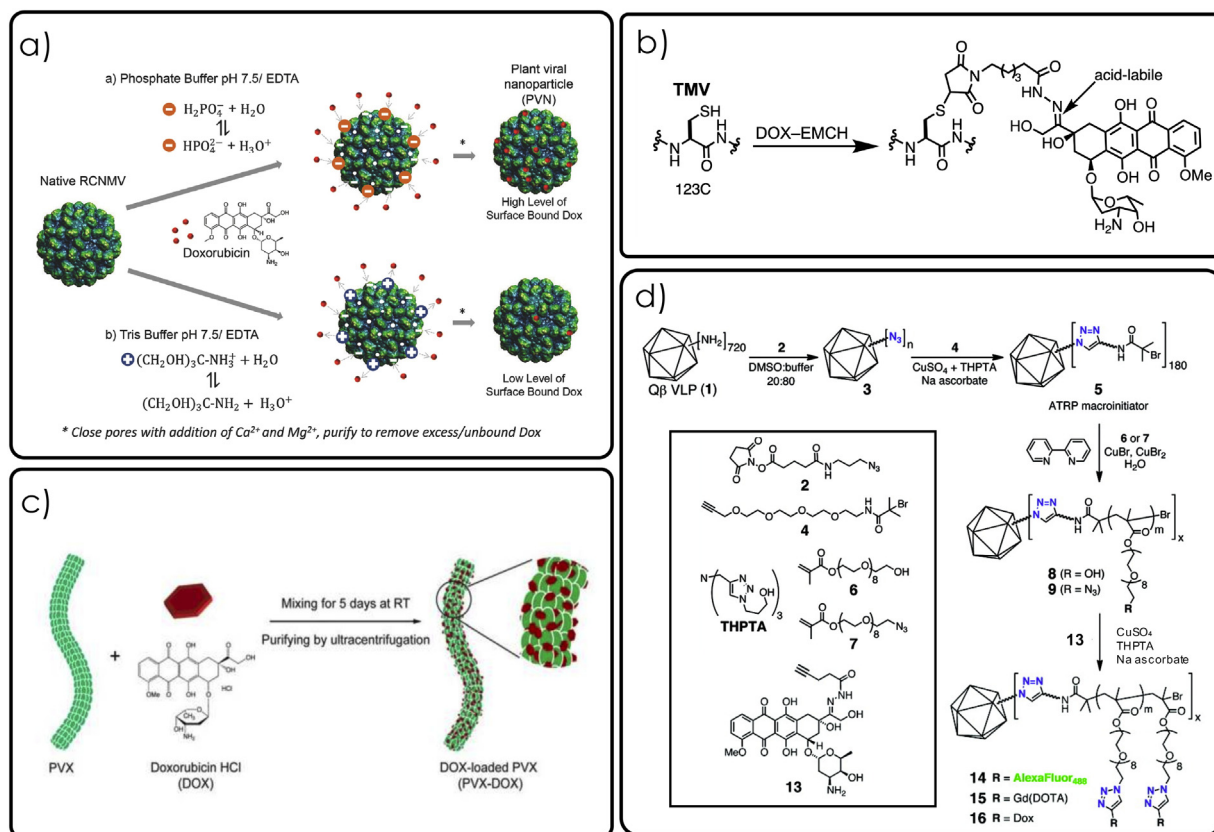 a)
a) Phosphate Buffer pH 7.5/ EDTA
H₂PO₄⁻ + H₂O
⇅
HPO₄²⁻ + H₃O⁺
Plant viral
nanoparticle
(PVN)
*
Native RCNMV
High Level of
Surface Bound Dox
Doxorubicin
b) Tris Buffer pH 7.5/ EDTA
(CH₂OH)₃C-NH₃⁺ + H₂O
⇅
(CH₂OH)₃C-NH₂ + H₃O⁺
*
Low Level of
Surface Bound Dox
* Close pores with addition of Ca²⁺ and Mg²⁺, purify to remove excess/unbound Dox
b)
TMV
SH
N
H
O
123C
DOX–EMCH
acid-labile
OMe
H₂N
OH
c)
PVX
+
Doxorubicin HCl
(DOX)
Mixing for 5 days at RT
Purifying by ultracentrifugation
DOX-loaded PVX
(PVX-DOX)
d)
[NH₂]720
Qβ VLP (1)
2
DMSO:buffer
20:80
[N₃]n
3
4
CuSO₄ + THPTA
Na ascorbate
180
5
ATRP macroinitiator
6 or 7
CuBr, CuBr₂
H₂O
8 (R = OH)
9 (R = N₃)
13
CuSO₄
THPTA
Na ascorbate
14 R = AlexaFluor₄₈₈
15 R = Gd(DOTA)
16 R = Dox
2
4
THPTA
6
7
13